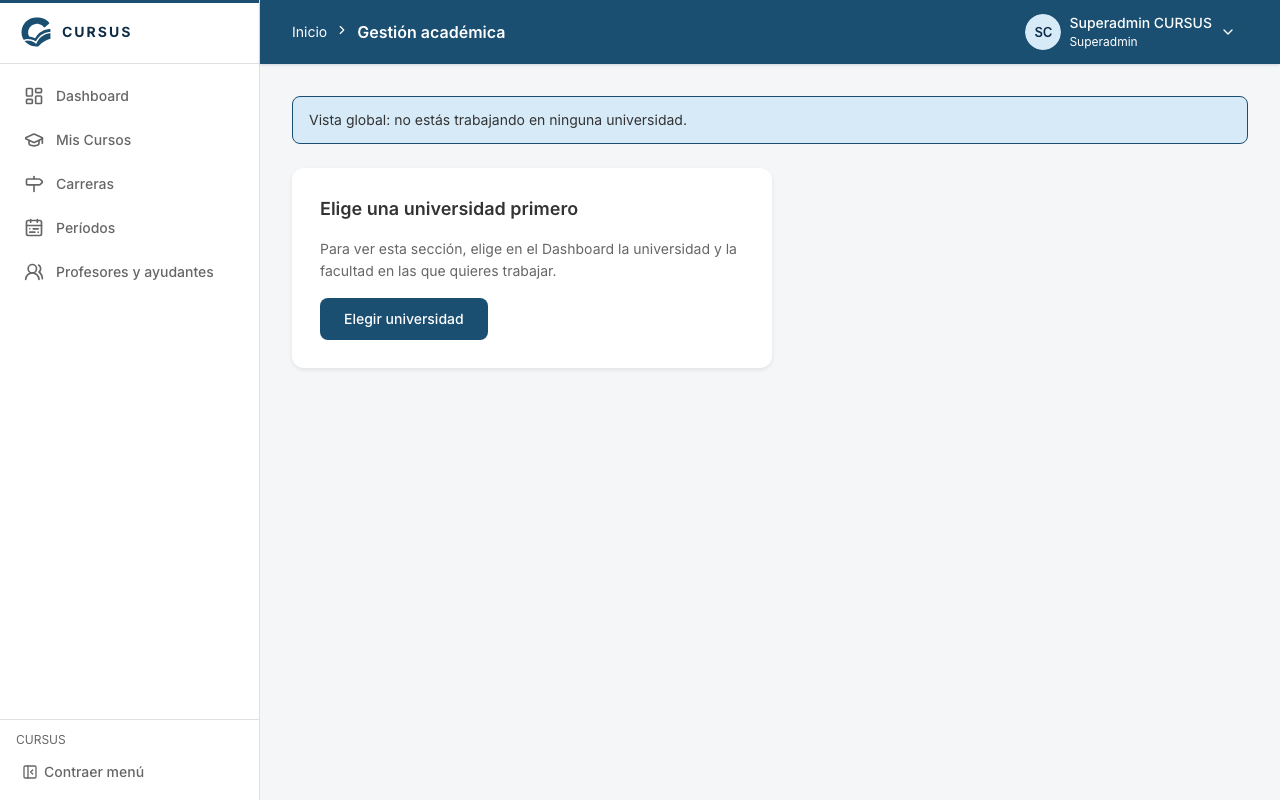 CURSUS
Inicio
Gestión académica
SC
Superadmin CURSUS
Superadmin
Dashboard
Mis Cursos
Carreras
Períodos
Profesores y ayudantes
Vista global: no estás trabajando en ninguna universidad.
Elige una universidad primero
Para ver esta sección, elige en el Dashboard la universidad y la
facultad en las que quieres trabajar.
Elegir universidad
CURSUS
Contraer menú